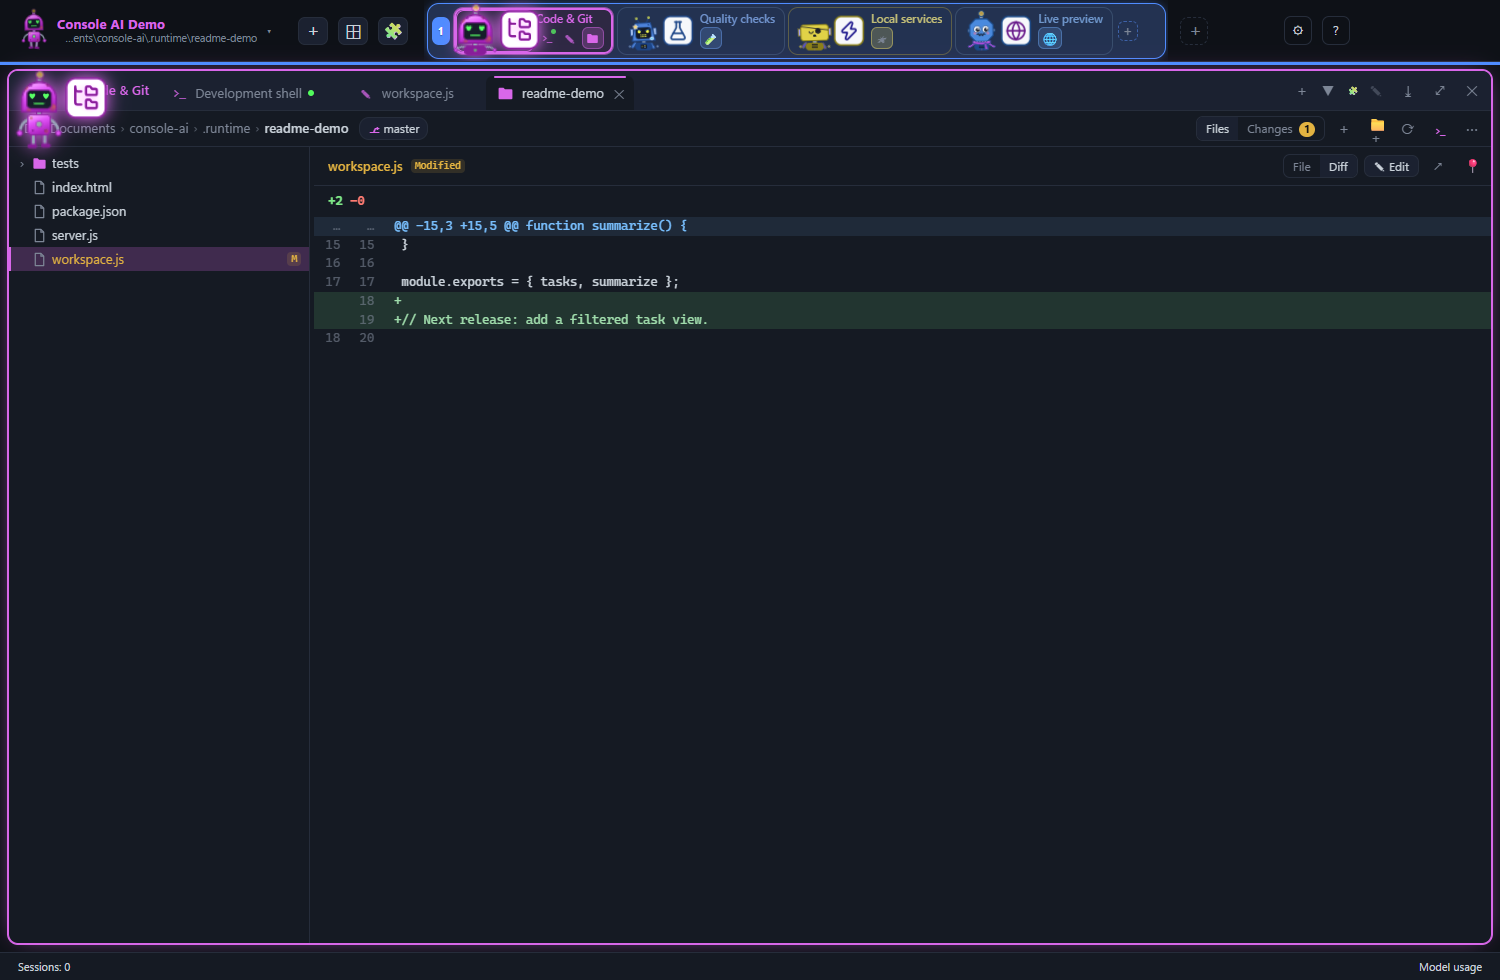 Console AI Demo
...ents\console-ai\.runtime\readme-demo
+
1
Code & Git
Quality checks
Local services
Live preview
+
+
?
le & Git
Development shell
workspace.js
readme-demo
Documents › console-ai › .runtime › readme-demo
master
Files
Changes 1
+
tests
index.html
package.json
server.js
workspace.js M
workspace.js Modified
File
Diff
Edit
+2 −0
... ... @@ −15,3 +15,5 @@ function summarize() {
15 15 }
16 16
17 17 module.exports = { tasks, summarize };
18 +
19 +// Next release: add a filtered task view.
18 20
Sessions: 0
Model usage